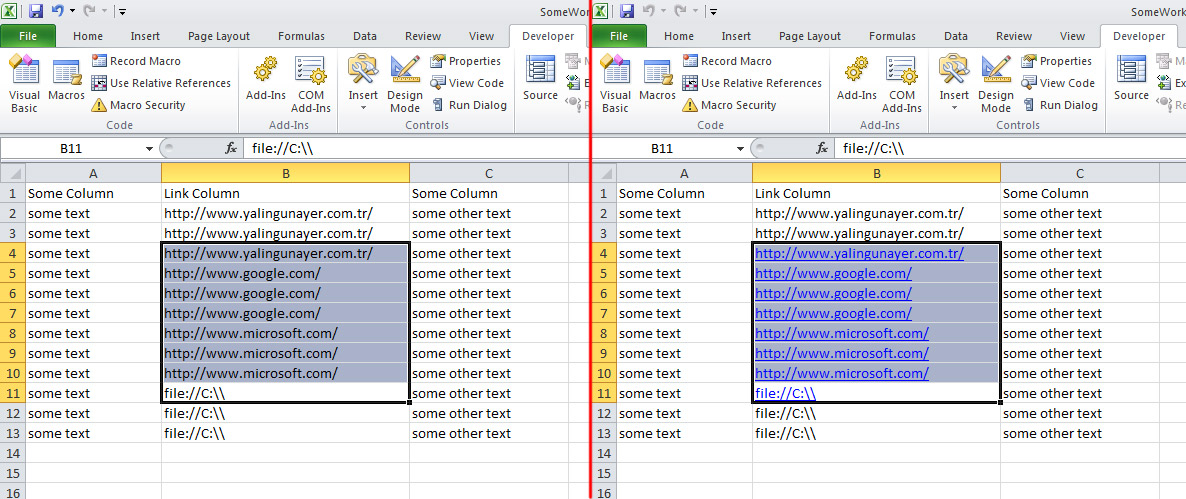 SomeWork
SomeWork
File Home Insert Page Layout Formulas Data Review View Developer
File Home Insert Page Layout Formulas Data Review View Developer
Visual Basic
Macros
Record Macro
Use Relative References
Macro Security
Code
Add-Ins
COM Add-Ins
Add-Ins
Insert
Design Mode
Properties
View Code
Run Dialog
Controls
Source
Visual Basic
Macros
Record Macro
Use Relative References
Macro Security
Code
Add-Ins
COM Add-Ins
Add-Ins
Insert
Design Mode
Properties
View Code
Run Dialog
Controls
Source
M
Ex
Re
B11 fx file://C:\\
B11 fx file://C:\\
A B C
1 Some Column Link Column Some Column
2 some text http://www.yalingunayer.com.tr/ some other text
3 some text http://www.yalingunayer.com.tr/ some other text
4 some text http://www.yalingunayer.com.tr/ some other text
5 some text http://www.google.com/ some other text
6 some text http://www.google.com/ some other text
7 some text http://www.google.com/ some other text
8 some text http://www.microsoft.com/ some other text
9 some text http://www.microsoft.com/ some other text
10 some text http://www.microsoft.com/ some other text
11 some text file://C:\\ some other text
12 some text file://C:\\ some other text
13 some text file://C:\\ some other text
14
15
16
A B C
1 Some Column Link Column Some Column
2 some text http://www.yalingunayer.com.tr/ some other text
3 some text http://www.yalingunayer.com.tr/ some other text
4 some text http://www.yalingunayer.com.tr/ some other text
5 some text http://www.google.com/ some other text
6 some text http://www.google.com/ some other text
7 some text http://www.google.com/ some other text
8 some text http://www.microsoft.com/ some other text
9 some text http://www.microsoft.com/ some other text
10 some text http://www.microsoft.com/ some other text
11 some text file://C:\\ some other text
12 some text file://C:\\ some other text
13 some text file://C:\\ some other text
14
15
16